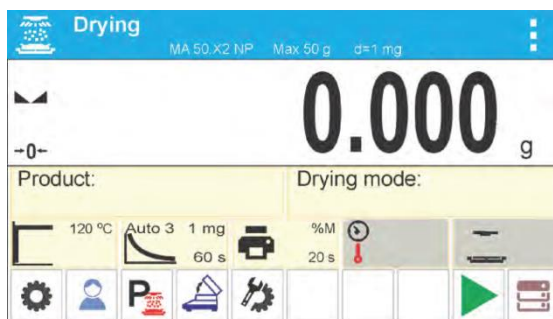 Drying
MA 50.X2 NP Max 50 g d=1 mg
→0←
0.000 g
Product: Drying mode:
120 ºC Auto 3 1 mg %M
60 s 20 s
P